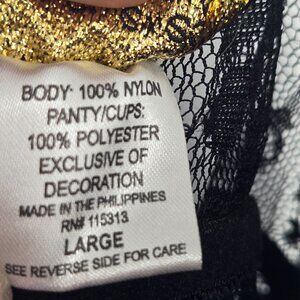 BODY: 100% NYLON
PANTY/CUPS:
100% POLYESTER
EXCLUSIVE OF
DECORATION
MADE IN THE PHILIPPINES
RN# 115313
LARGE
SEE REVERSE SIDE FOR CARE